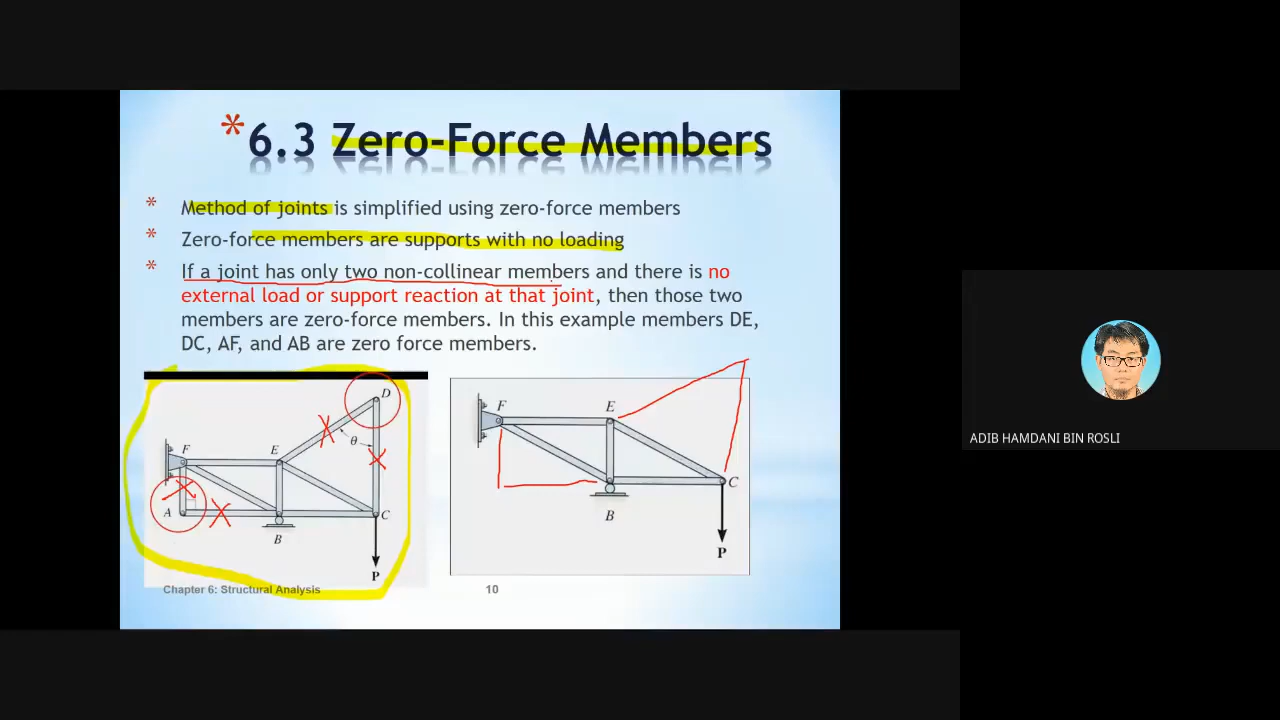 *6.3 Zero-Force Members
* Method of joints is simplified using zero-force members
* Zero-force members are supports with no loading
* If a joint has only two non-collinear members and there is no
external load or support reaction at that joint, then those two
members are zero-force members. In this example members DE,
DC, AF, and AB are zero force members.
D
θ
F
E
A
C
B
P
F
E
C
B
P
Chapter 6: Structural Analysis
10
ADIB HAMDANI BIN ROSLI